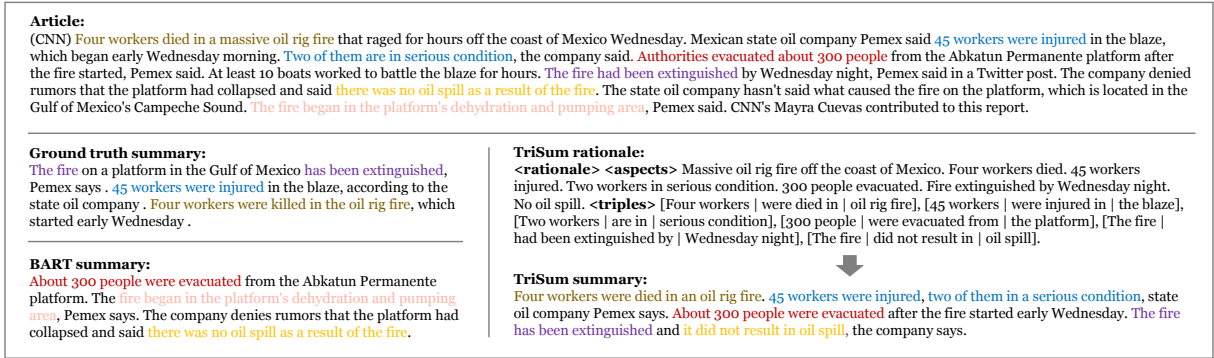 Article:
(CNN) Four workers died in a massive oil rig fire that raged for hours off the coast of Mexico Wednesday. Mexican state oil company Pemex said 45 workers were injured in the blaze,
which began early Wednesday morning. Two of them are in serious condition, the company said. Authorities evacuated about 300 people from the Abkatun Permanente platform after
the fire started, Pemex said. At least 10 boats worked to battle the blaze for hours. The fire had been extinguished by Wednesday night, Pemex said in a Twitter post. The company denied
rumors that the platform had collapsed and said there was no oil spill as a result of the fire. The state oil company hasn't said what caused the fire on the platform, which is located in the
Gulf of Mexico's Campeche Sound. The fire began in the platform's dehydration and pumping area, Pemex said. CNN's Mayra Cuevas contributed to this report.
Ground truth summary:
The fire on a platform in the Gulf of Mexico has been extinguished,
Pemex says . 45 workers were injured in the blaze, according to the
state oil company . Four workers were killed in the oil rig fire, which
started early Wednesday .
BART summary:
About 300 people were evacuated from the Abkatun Permanente
platform. The fire began in the platform's dehydration and pumping
area, Pemex says. The company denies rumors that the platform had
collapsed and said there was no oil spill as a result of the fire.
TriSum rationale:
<rationale> <aspects> Massive oil rig fire off the coast of Mexico. Four workers died. 45 workers
injured. Two workers in serious condition. 300 people evacuated. Fire extinguished by Wednesday night.
No oil spill. <triples> [Four workers | were died in | oil rig fire], [45 workers | were injured in | the blaze],
[Two workers | are in | serious condition], [300 people | were evacuated from | the platform], [The fire |
had been extinguished by | Wednesday night], [The fire | did not result in | oil spill].
TriSum summary:
Four workers were died in an oil rig fire. 45 workers were injured, two of them in a serious condition, state
oil company Pemex says. About 300 people were evacuated after the fire started early Wednesday. The fire
has been extinguished and it did not result in oil spill, the company says.